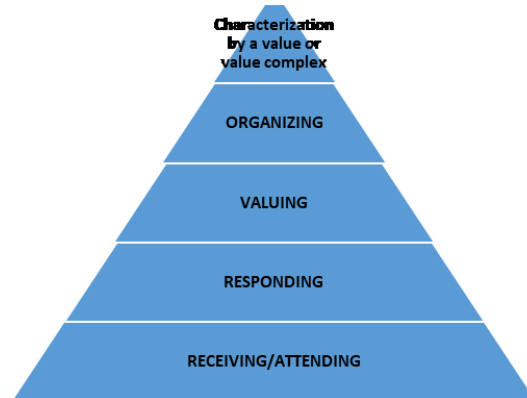 Characterization
by a value or
value complex
ORGANIZING
VALUING
RESPONDING
RECEIVING/ATTENDING